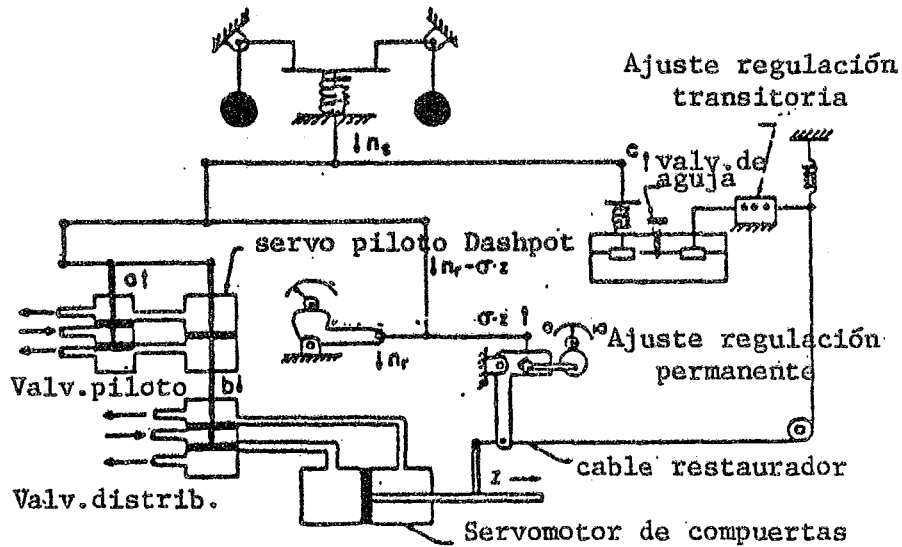 Ajuste regulación
transitoria
n_g
e
valv.de
aguja
servo piloto
Dashpot
a
n_r-σ·z
σ·z
Ajuste regulación
permanente
n_r
Valv.piloto
b
cable restaurador
z
Valv.distrib.
Servomotor de compuertas